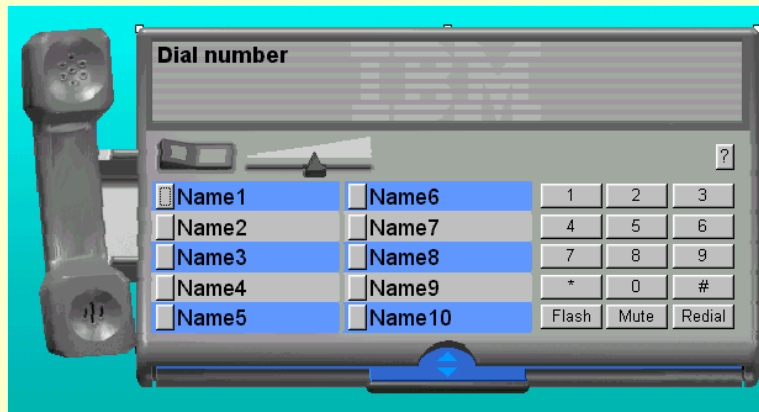 Dial number
IBM
?
Name1 Name6 1 2 3
Name2 Name7 4 5 6
Name3 Name8 7 8 9
Name4 Name9 * 0 #
Name5 Name10 Flash Mute Redial